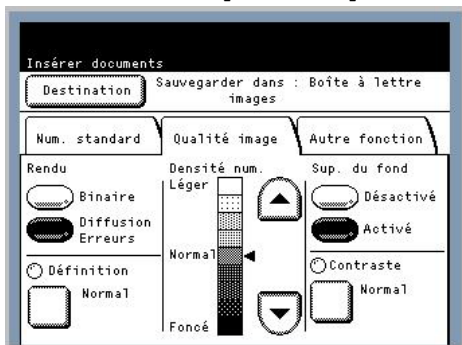 Insérer documents
Destination
Sauvegarder dans : Boîte à lettre
images
Num. standard
Qualité image
Autre fonction
Rendu
Binaire
Diffusion
Erreurs
Définition
Normal
Densité num.
Léger
Normal
Foncé
Sup. du fond
Désactivé
Activé
Contraste
Normal